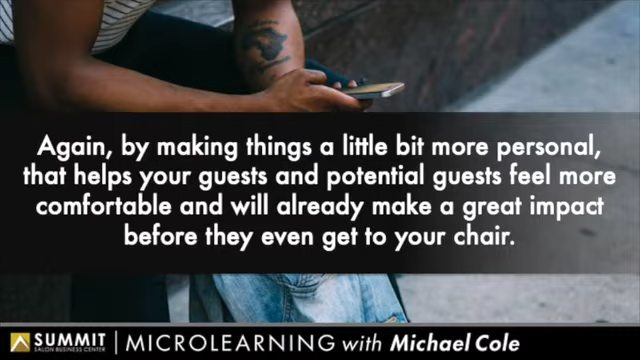 Again, by making things a little bit more personal,
that helps your guests and potential guests feel more
comfortable and will already make a great impact
before they even get to your chair.
SUMMIT
SALON BUSINESS CENTER
MICROLEARNING with Michael Cole